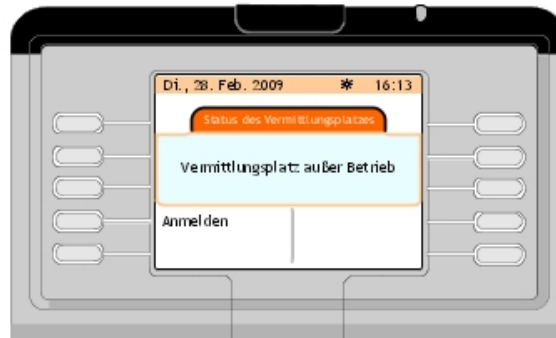 Di., 28. Feb. 2009 16:13
Status des Vermittlungsplatzes
Vermittlungsplatz außer Betrieb
Anmelden